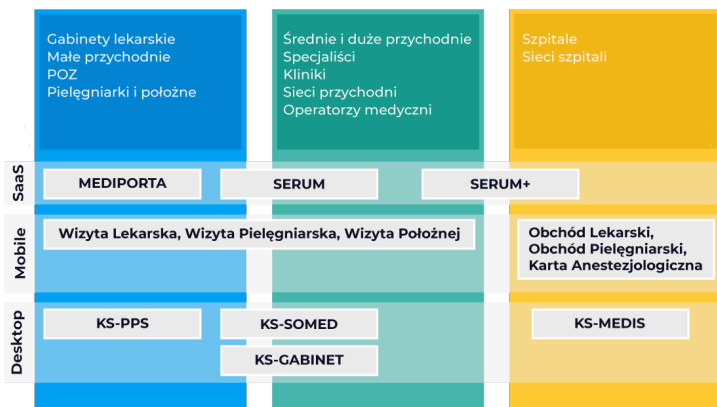 Gabinety lekarskie
Małe przychodnie
POZ
Pielęgniarki i położne
Średnie i duże przychodnie
Specjaliści
Kliniki
Sieci przychodni
Operatorzy medyczni
Szpitale
Sieci szpitali
SaaS
MEDIPORTA
SERUM
SERUM+
Mobile
Wizyta Lekarska, Wizyta Pielęgniarska, Wizyta Położnej
Obchód Lekarski,
Obchód Pielęgniarski,
Karta Anestezjologiczna
Desktop
KS-PPS
KS-SOMED
KS-MEDIS
KS-GABINET